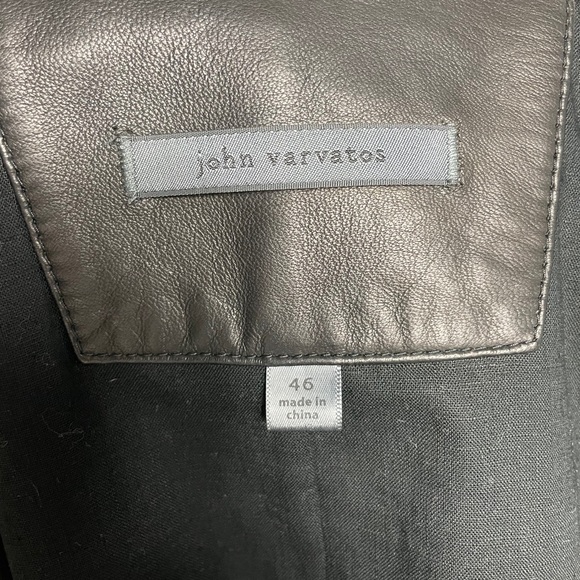 john varvatos
46
made in
china